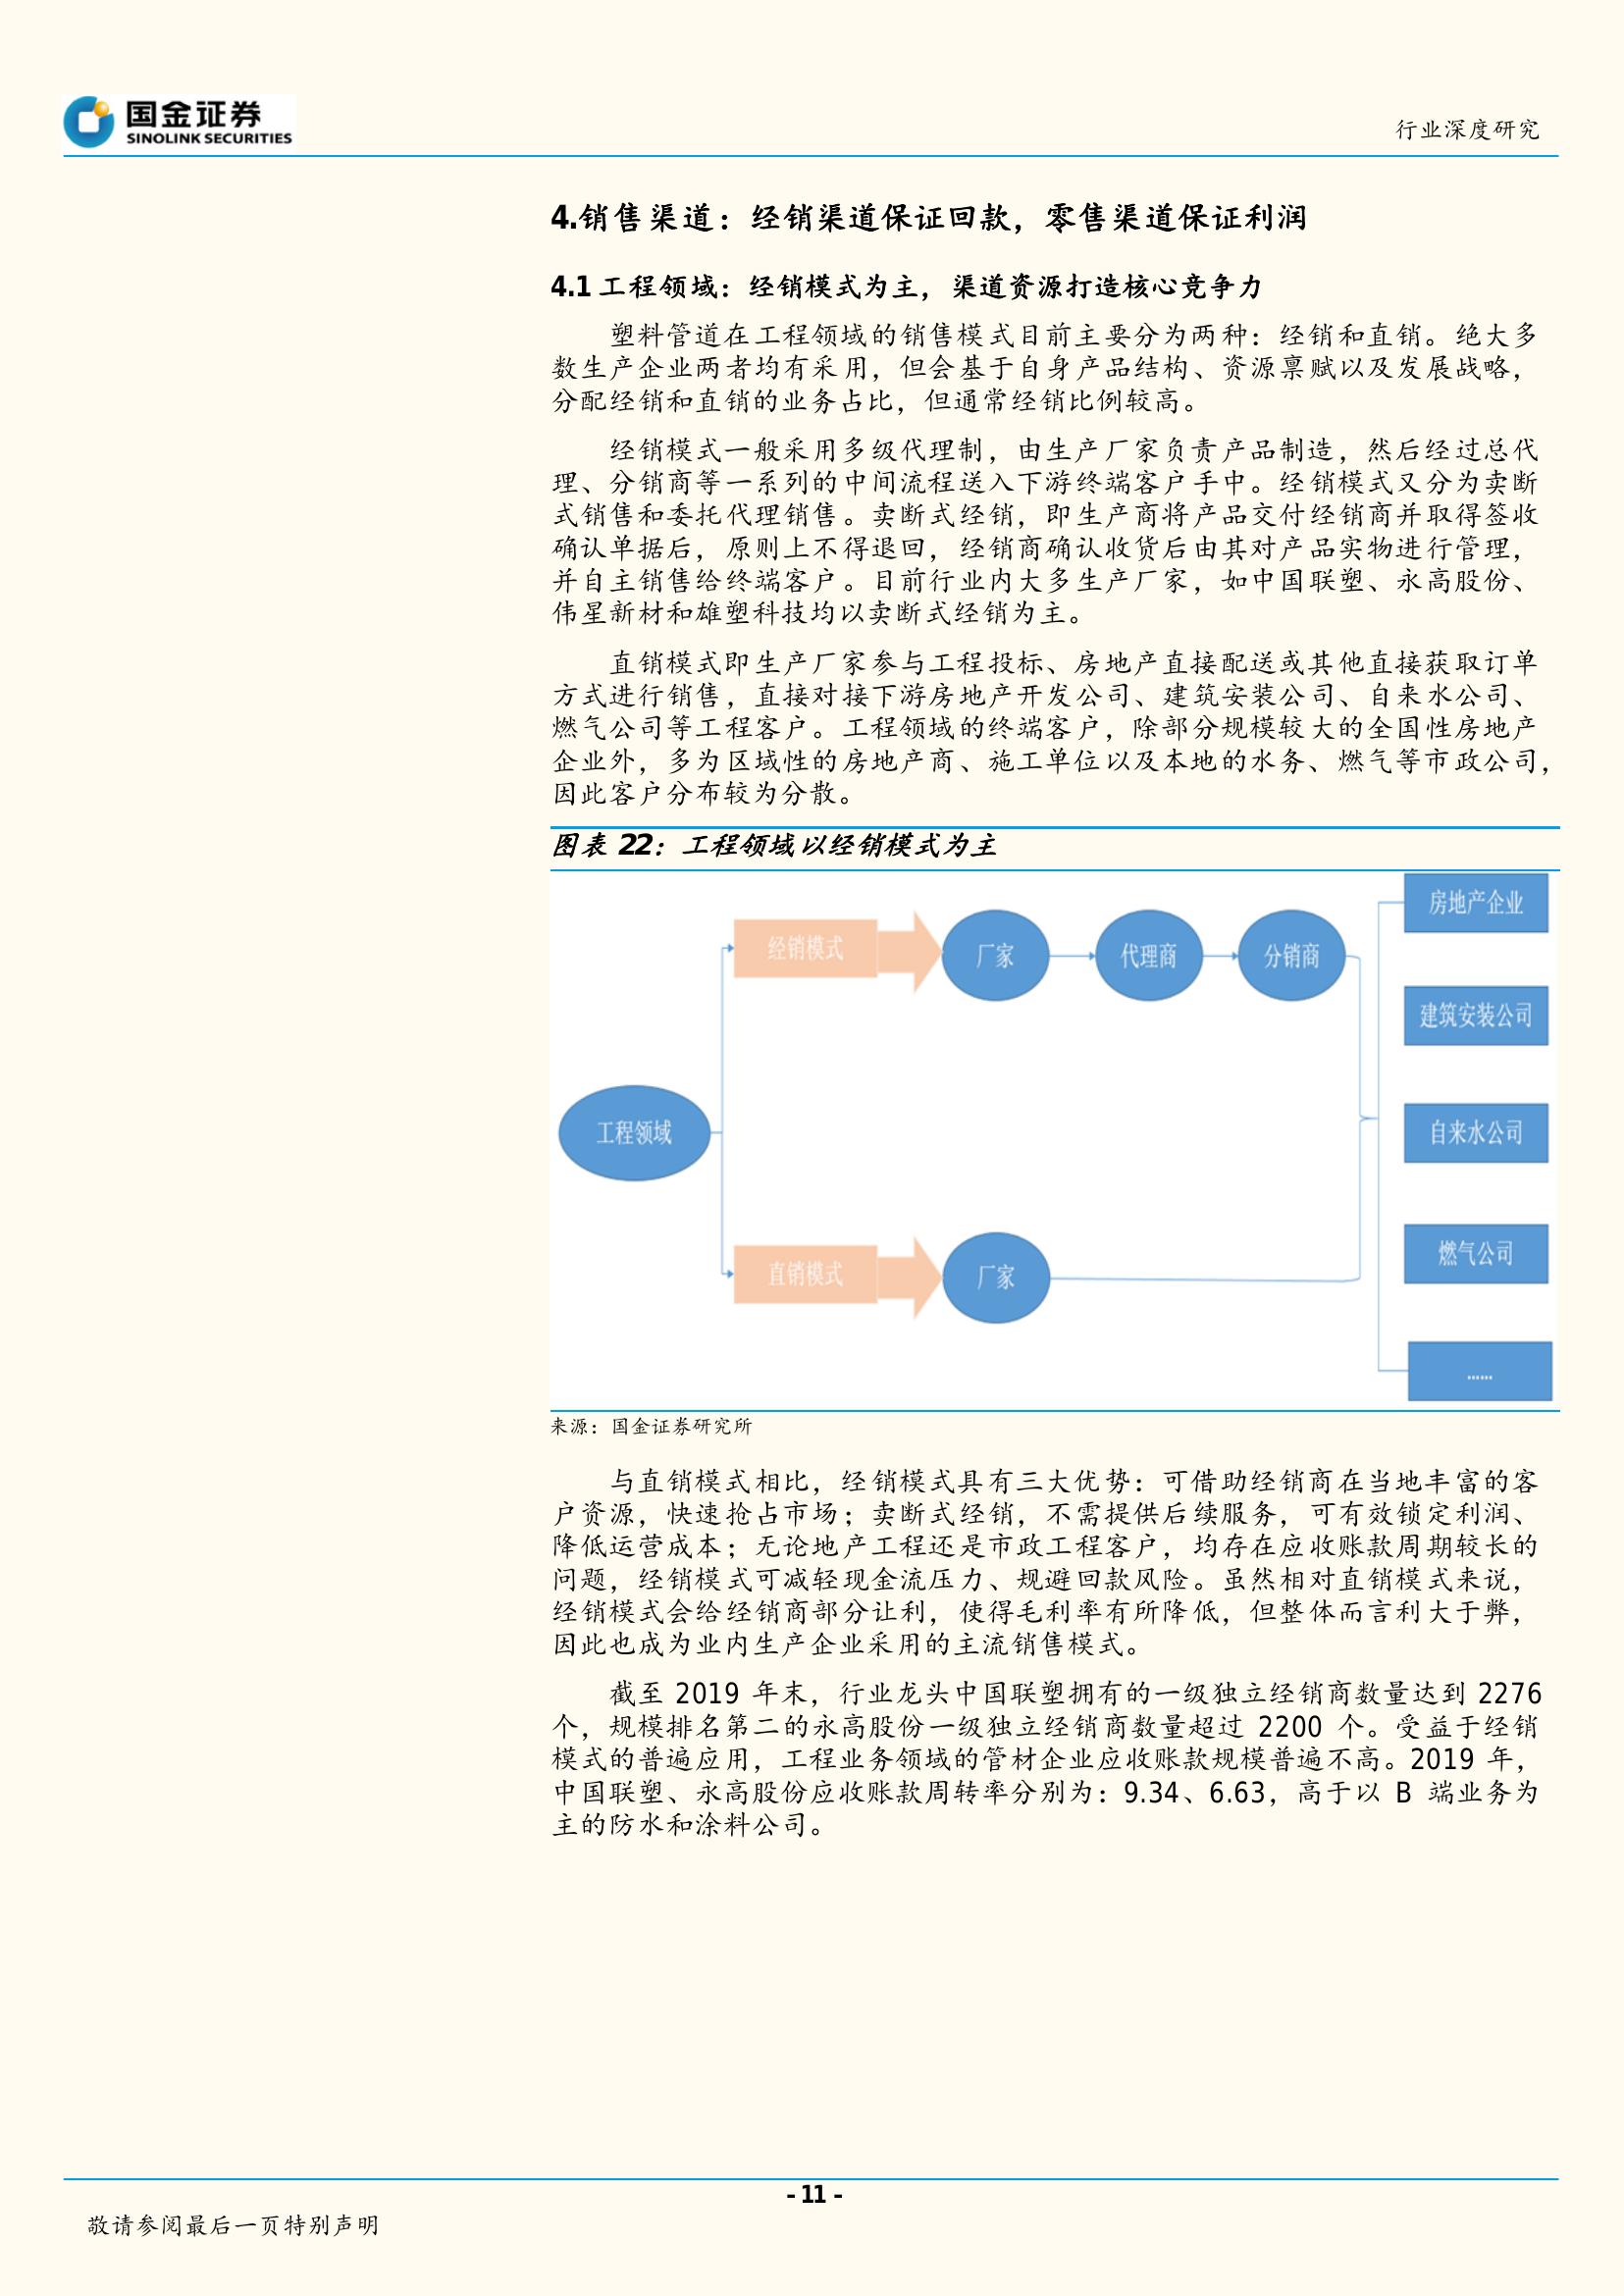 国金证券
SINOLINK SECURITIES
行业深度研究
4.销售渠道：经销渠道保证回款，零售渠道保证利润
4.1 工程领域：经销模式为主，渠道资源打造核心竞争力
塑料管道在工程领域的销售模式目前主要分为两种：经销和直销。绝大多
数生产企业两者均有采用，但会基于自身产品结构、资源禀赋以及发展战略，
分配经销和直销的业务占比，但通常经销比例较高。
经销模式一般采用多级代理制，由生产厂家负责产品制造，然后经过总代
理、分销商等一系列的中间流程送入下游终端客户手中。经销模式又分为卖断
式销售和委托代理销售。卖断式经销，即生产商将产品交付经销商并取得签收
确认单据后，原则上不得退回，经销商确认收货后由其对产品实物进行管理，
并自主销售给终端客户。目前行业内大多生产厂家，如中国联塑、永高股份、
伟星新材和雄塑科技均以卖断式经销为主。
直销模式即生产厂家参与工程投标、房地产直接配送或其他直接获取订单
方式进行销售，直接对接下游房地产开发公司、建筑安装公司、自来水公司、
燃气公司等工程客户。工程领域的终端客户，除部分规模较大的全国性房地产
企业外，多为区域性的房地产商、施工单位以及本地的水务、燃气等市政公司，
因此客户分布较为分散。
图表 22：工程领域以经销模式为主
工程领域
经销模式
厂家
代理商
分销商
直销模式
厂家
房地产企业
建筑安装公司
自来水公司
燃气公司
......
来源：国金证券研究所
与直销模式相比，经销模式具有三大优势：可借助经销商在当地丰富的客
户资源，快速抢占市场；卖断式经销，不需提供后续服务，可有效锁定利润、
降低运营成本；无论地产工程还是市政工程客户，均存在应收账款周期较长的
问题，经销模式可减轻现金流压力、规避回款风险。虽然相对直销模式来说，
经销模式会给经销商部分让利，使得毛利率有所降低，但整体而言利大于弊，
因此也成为业内生产企业采用的主流销售模式。
截至 2019 年末，行业龙头中国联塑拥有的一级独立经销商数量达到 2276
个，规模排名第二的永高股份一级独立经销商数量超过 2200 个。受益于经销
模式的普遍应用，工程业务领域的管材企业应收账款规模普遍不高。2019 年，
中国联塑、永高股份应收账款周转率分别为：9.34、6.63，高于以 B 端业务为
主的防水和涂料公司。
- 11 -
敬请参阅最后一页特别声明